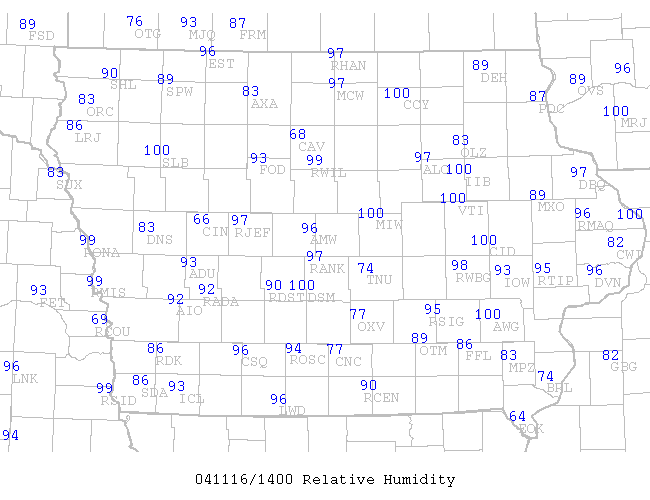 89 76 93 87
FSD OTG MJQ FRM
96 97
EST RHAN
90 89 89 89 96
SHL SPW DEH OVS
83 83 97 100 87
ORC AXA MCW CCY PDC
100
MRJ
86 68 83
LRJ CAV OLZ
100 93 99 97
SLB FOD RWIL ALO
83 100 97
SUX IIB DBQ
100 89
VTI MXO
83 66 97 96 100 96 100
DNS CIN RJEF AMW MIW RMAQ
99 100 82
RONA CID CWI
93 97 74 98 93 95 96
ADU RANK TNU RWBG IOW RTIP DVN
93 99 92 92 90 100
FET RMIS AIO RADA PDST DSM
69 77 95 100
RLOU OXV RSIG AWG
86 96 94 77 89 86 83 82
RDK CSQ ROSC CNC OTM FFL MPZ GBG
96 74
LNK BRL
99 86 93 96 90
RSID SDA ICL LWD RCEN
64
EOK
94
041116/1400 Relative Humidity